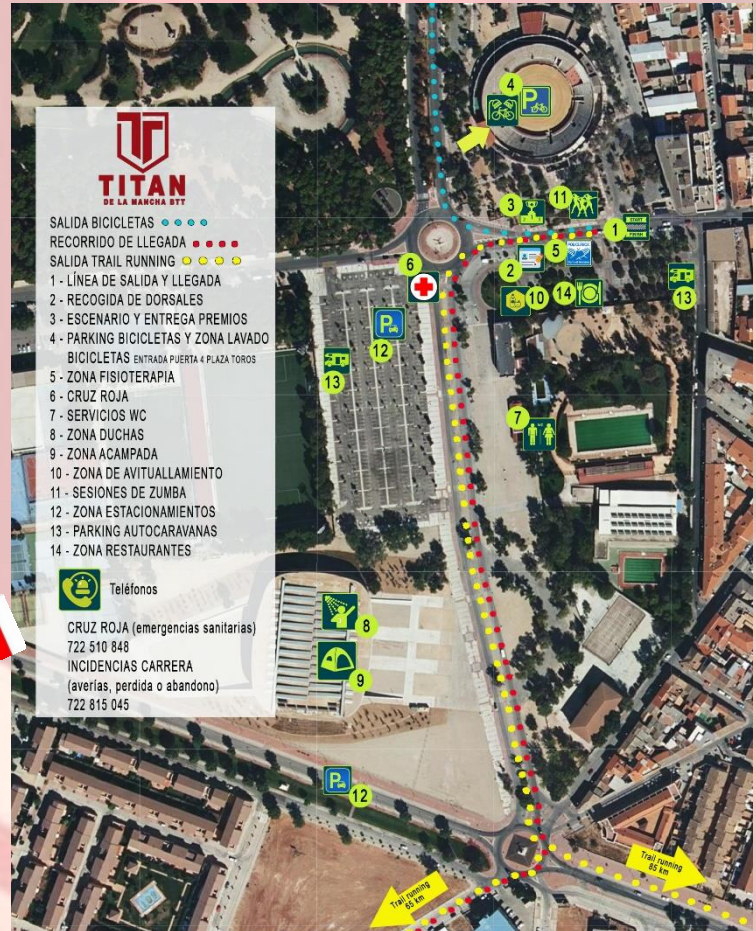 TITAN
DE LA MANCHA BTT
SALIDA BICICLETAS
RECORRIDO DE LLEGADA
SALIDA TRAIL RUNNING
1 - LÍNEA DE SALIDA Y LLEGADA
2 - RECOGIDA DE DORSALES
3 - ESCENARIO Y ENTREGA PREMIOS
4 - PARKING BICICLETAS Y ZONA LAVADO
BICICLETAS ENTRADA PUERTA 4 PLAZA TOROS
5 - ZONA FISIOTERAPIA
6 - CRUZ ROJA
7 - SERVICIOS WC
8 - ZONA DUCHAS
9 - ZONA ACAMPADA
10 - ZONA DE AVITUALLAMIENTO
11 - SESIONES DE ZUMBA
12 - ZONA ESTACIONAMIENTOS
13 - PARKING AUTOCARAVANAS
14 - ZONA RESTAURANTES
Teléfonos
CRUZ ROJA (emergencias sanitarias)
722 510 848
INCIDENCIAS CARRERA
(averías, perdida o abandono)
722 815 045
4
P
3
11
1
START
FINISH
6
2
5
10
14
13
P
12
13
7
8
9
P
12
Trail running
65 km
Trail running
85 km